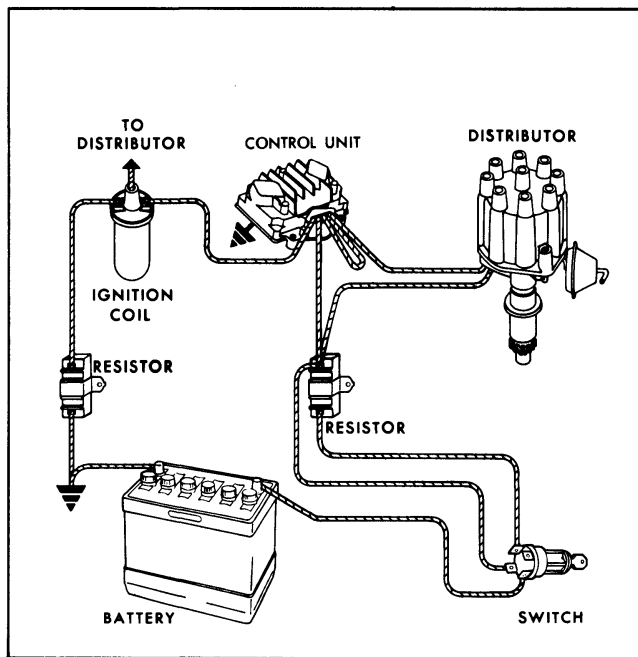 TO
DISTRIBUTOR
CONTROL UNIT
DISTRIBUTOR
IGNITION
COIL
RESISTOR
RESISTOR
BATTERY
SWITCH